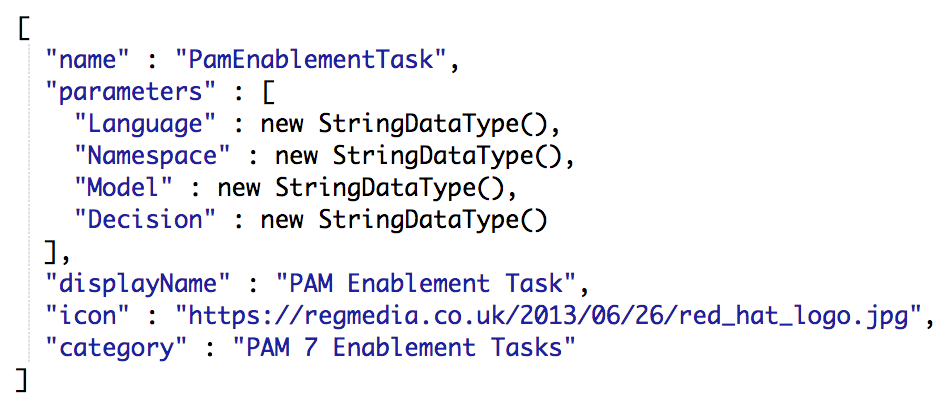 [
  "name" : "PamEnablementTask",
  "parameters" : [
    "Language" : new StringDataType(),
    "Namespace" : new StringDataType(),
    "Model" : new StringDataType(),
    "Decision" : new StringDataType()
  ],
  "displayName" : "PAM Enablement Task",
  "icon" : "https://regmedia.co.uk/2013/06/26/red_hat_logo.jpg",
  "category" : "PAM 7 Enablement Tasks"
]